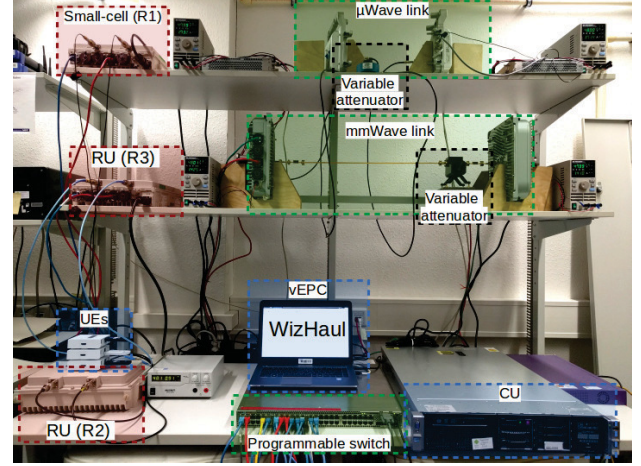 Small-cell (R1)
µWave link
Variable
attenuator
mmWave link
RU (R3)
Variable
attenuator
vEPC
UEs
WizHaul
CU
RU (R2)
Programmable switch